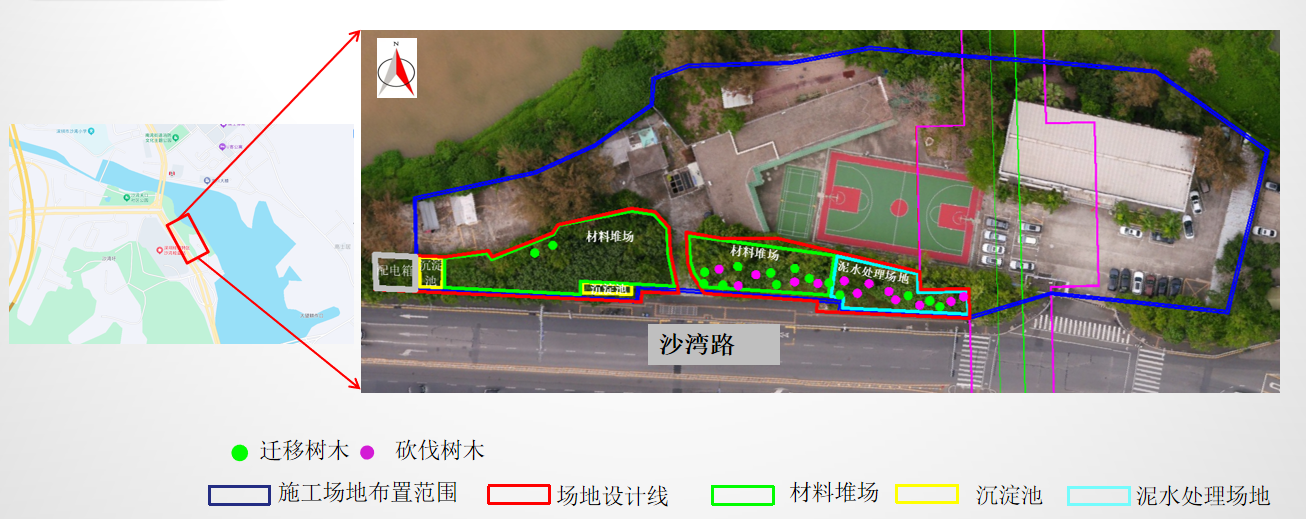 N
材料堆场
材料堆场
配电箱
沉淀池
泥水处理场地
沉淀池
沙湾路
迁移树木
砍伐树木
施工场地布置范围
场地设计线
材料堆场
沉淀池
泥水处理场地